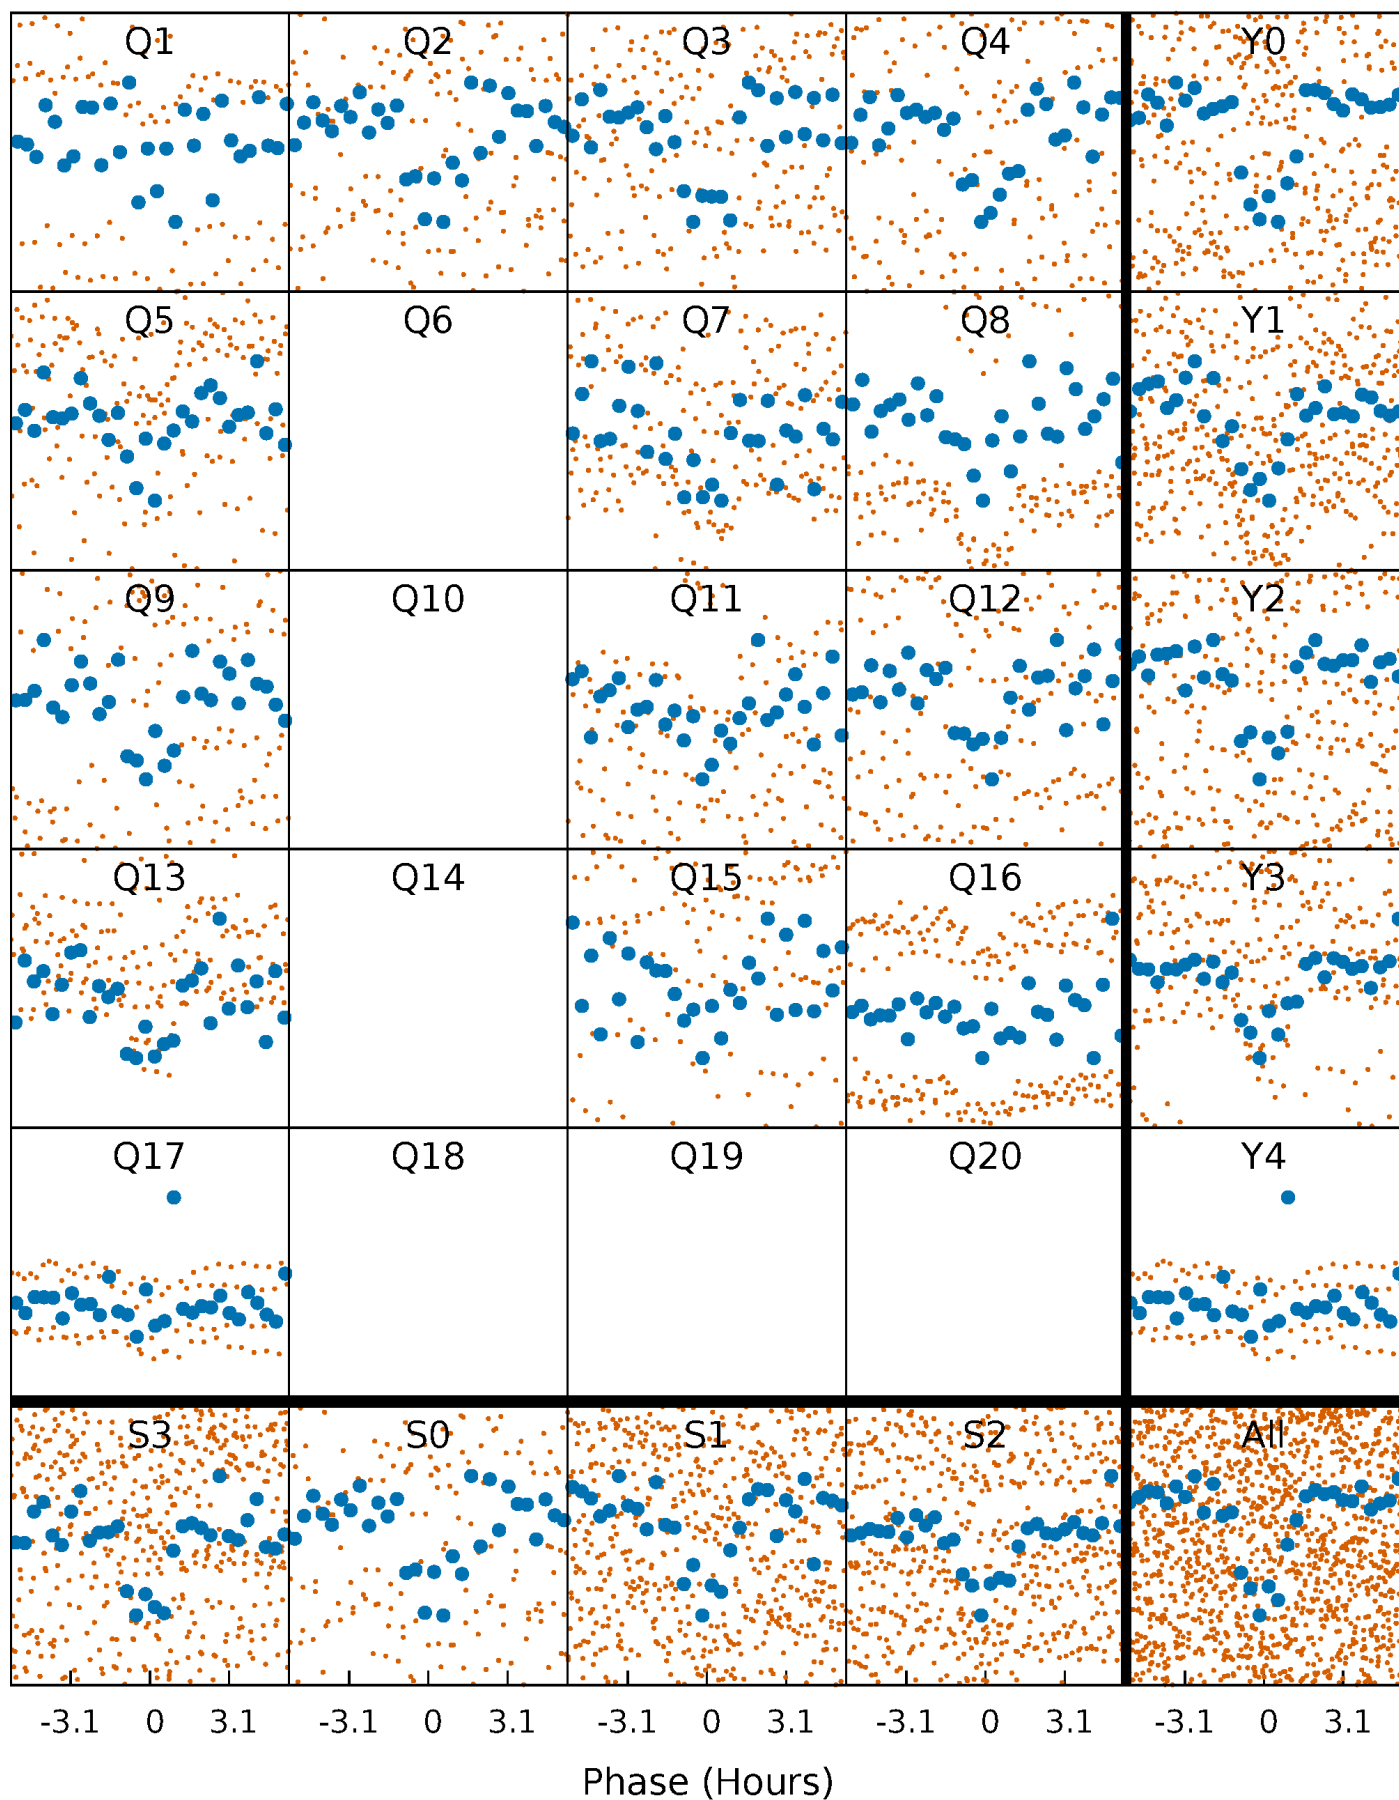 Q1 Q2 Q3 Q4 Y0
Q5 Q6 Q7 Q8 Y1
Q9 Q10 Q11 Q12 Y2
Q13 Q14 Q15 Q16 Y3
Q17 Q18 Q19 Q20 Y4
S3 S0 S1 S2 All
-3.1 0 3.1 -3.1 0 3.1 -3.1 0 3.1 -3.1 0 3.1 -3.1 0 3.1
Phase (Hours)